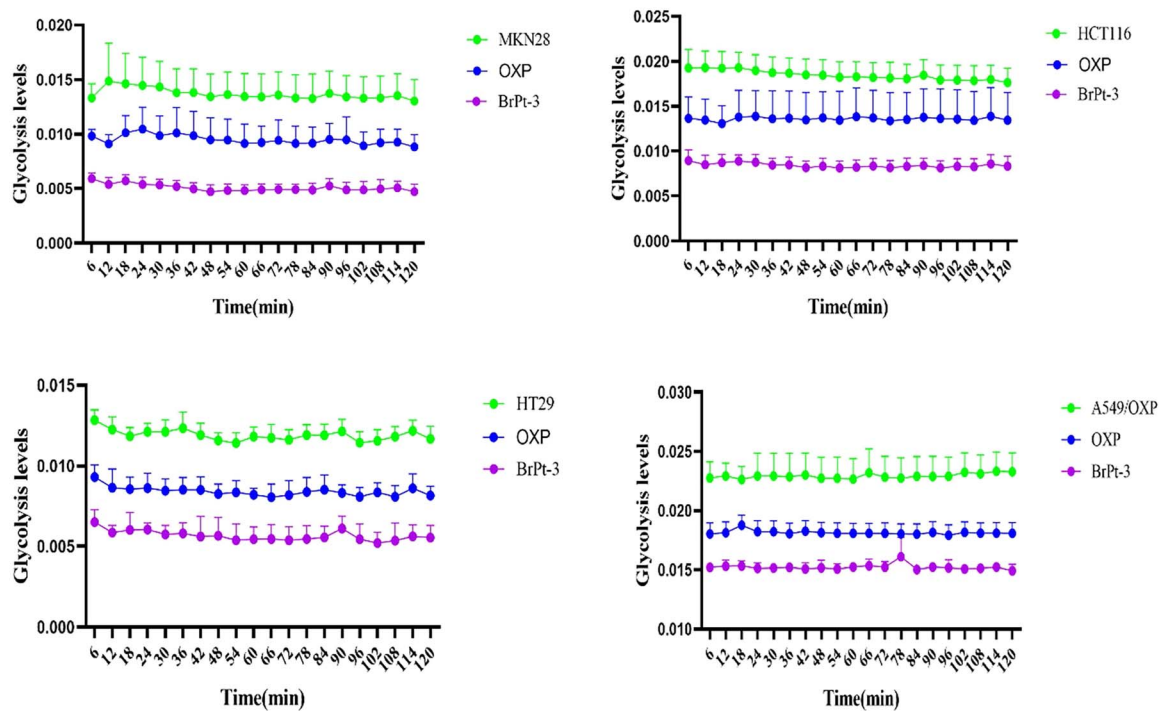 Glycolysis levels
0.020
0.015
0.010
0.005
0.000
6 12 18 24 30 36 42 48 54 60 66 72 78 84 90 96 102 108 114 120
Time(min)
MKN28
OXP
BrPt-3
Glycolysis levels
0.025
0.020
0.015
0.010
0.005
0.000
6 12 18 24 30 36 42 48 54 60 66 72 78 84 90 96 102 108 114 120
Time(min)
HCT116
OXP
BrPt-3
Glycolysis levels
0.015
0.010
0.005
0.000
6 12 18 24 30 36 42 48 54 60 66 72 78 84 90 96 102 108 114 120
Time(min)
HT29
OXP
BrPt-3
Glycolysis levels
0.030
0.025
0.020
0.015
0.010
6 12 18 24 30 36 42 48 54 60 66 72 78 84 90 96 102 108 114 120
Time(min)
A549/OXP
OXP
BrPt-3